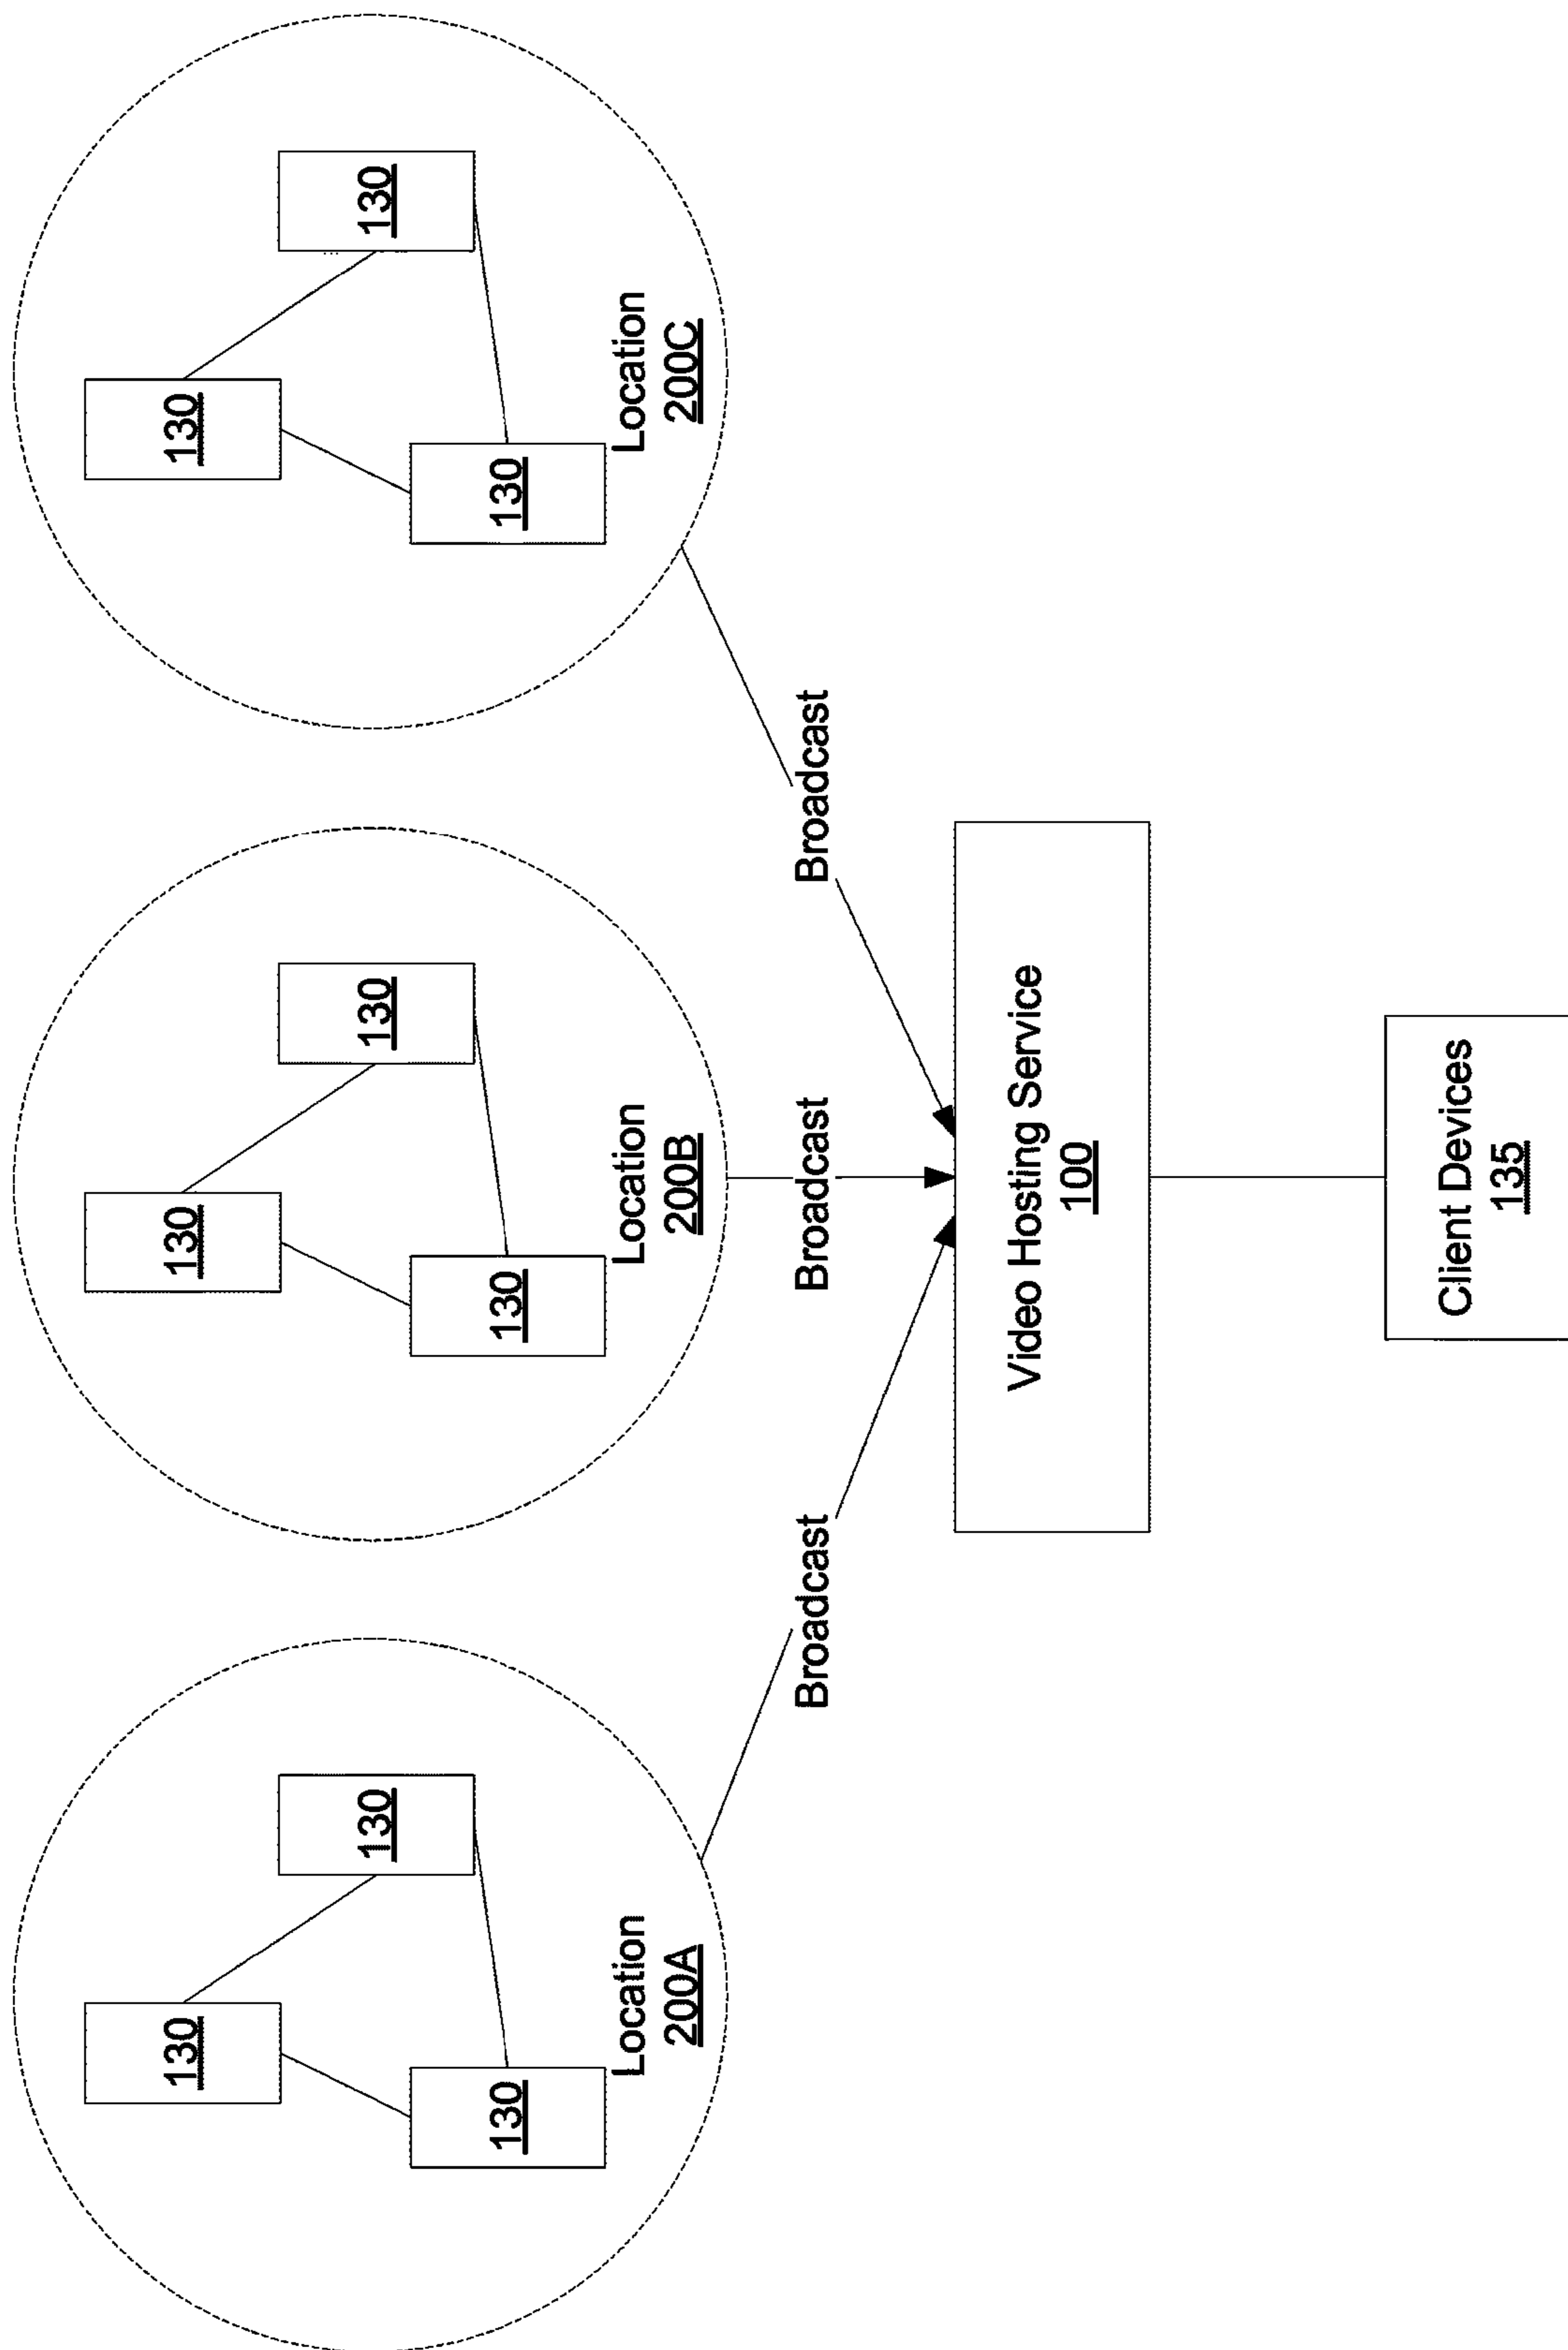 130
130
130
Location
200A
130
130
130
Location
200B
130
130
130
Location
200C
Broadcast
Broadcast
Broadcast
Video Hosting Service
100
Client Devices
135